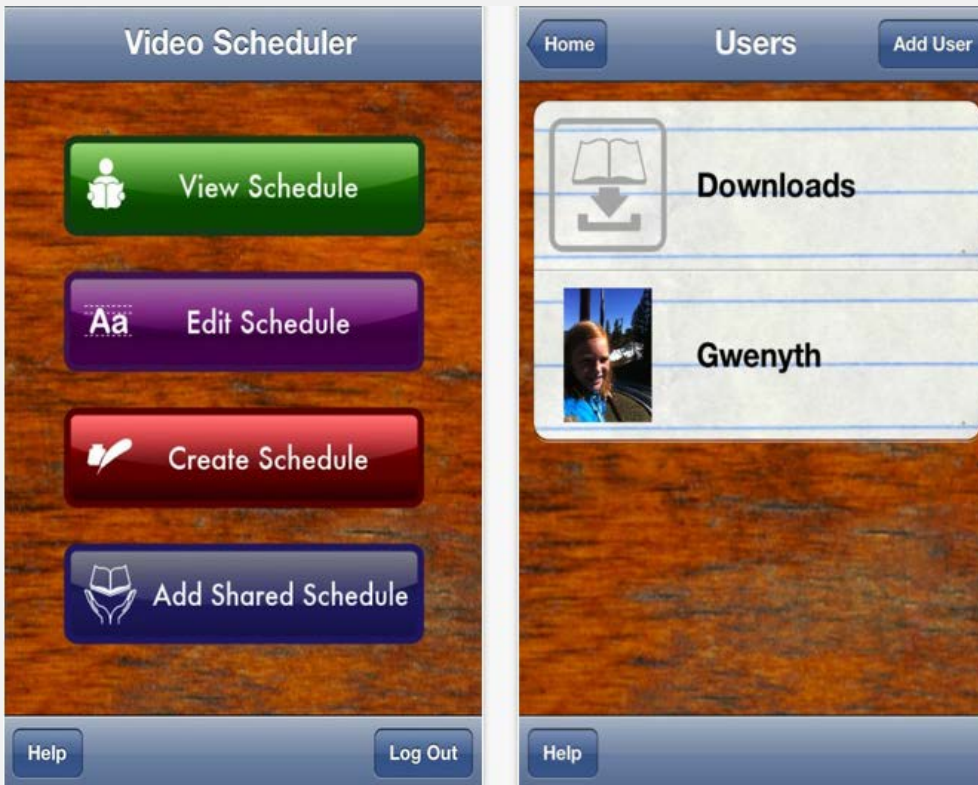 Video Scheduler
View Schedule
Aa
Edit Schedule
Create Schedule
Add Shared Schedule
Help
Log Out
Home
Users
Add User
Downloads
Gwenyth
Help